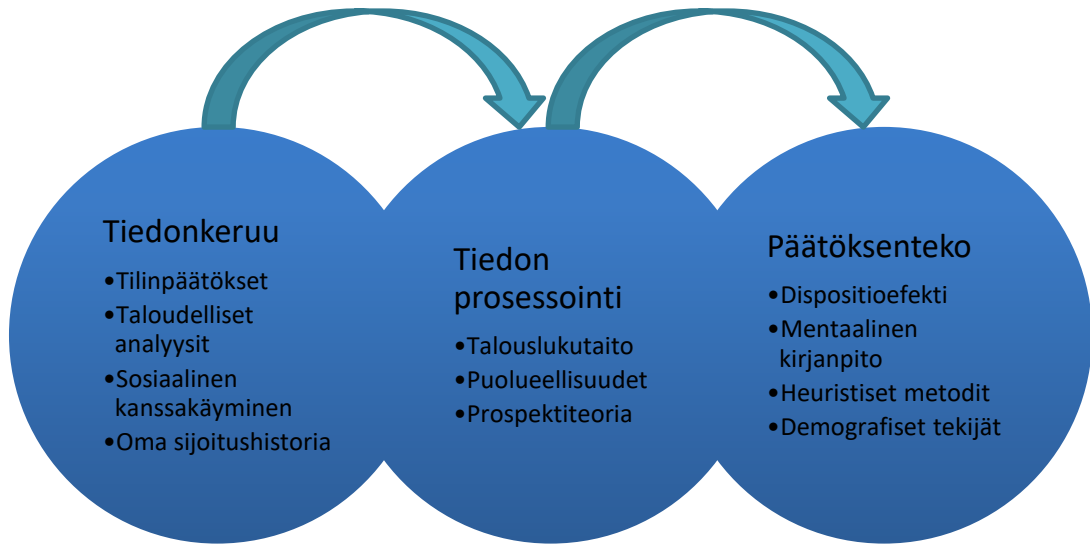 Tiedonkeruu
•Tilinpäätökset
•Taloudelliset
analyysit
•Sosiaalinen
kanssakäyminen
•Oma sijoitushistoria
Tiedon
prosessointi
•Talouslukutaito
•Puolueellisuudet
•Prospektiteoria
Päätöksenteko
•Dispositioefekti
•Mentaalinen
kirjanpito
•Heuristiset metodit
•Demografiset tekijät